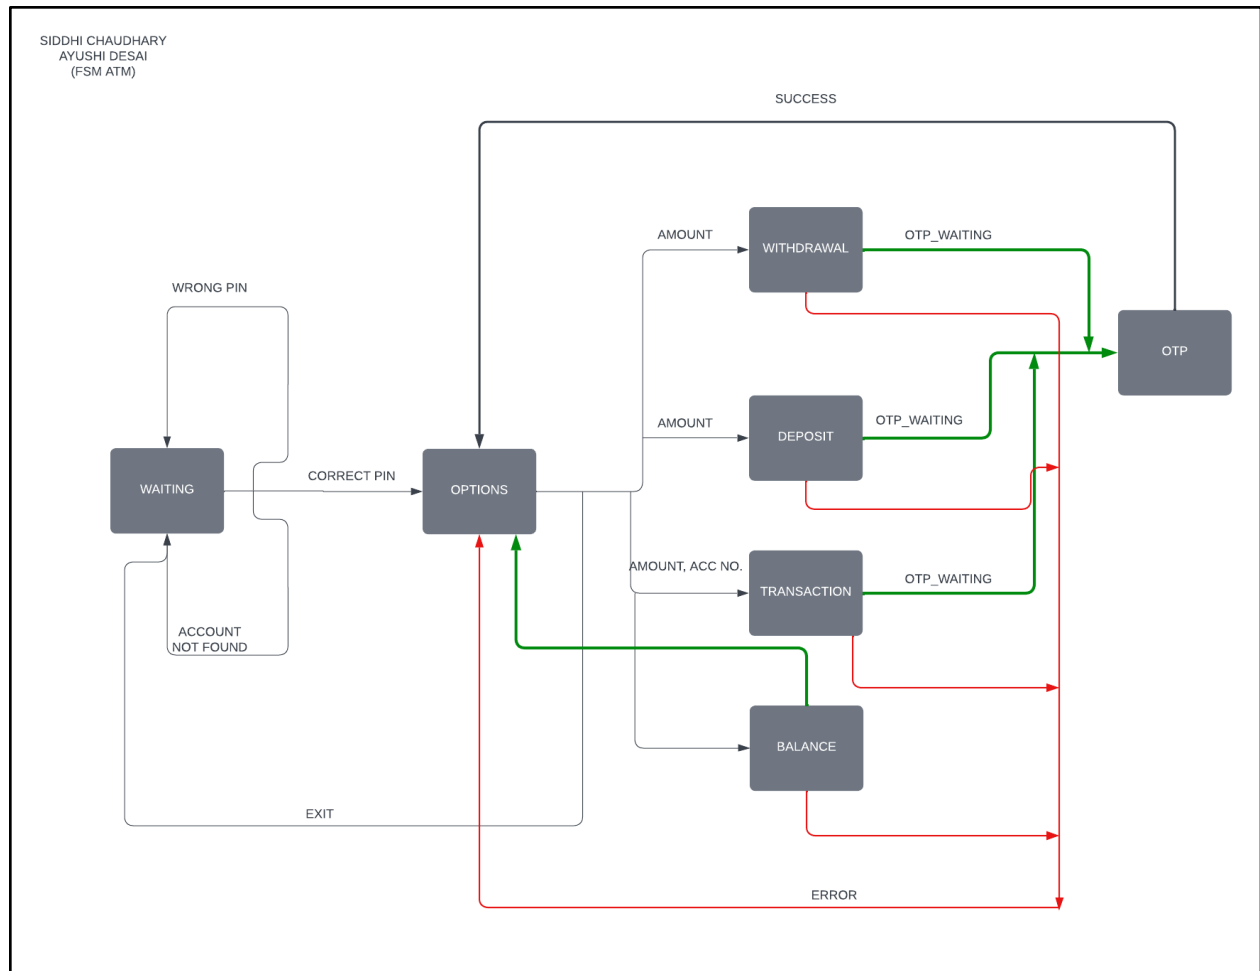 SIDDHI CHAUDHARY
AYUSHI DESAI
(FSM ATM)
SUCCESS
AMOUNT
WITHDRAWAL
OTP_WAITING
WRONG PIN
OTP
AMOUNT
DEPOSIT
OTP_WAITING
WAITING
CORRECT PIN
OPTIONS
AMOUNT, ACC NO.
TRANSACTION
OTP_WAITING
ACCOUNT
NOT FOUND
BALANCE
EXIT
ERROR